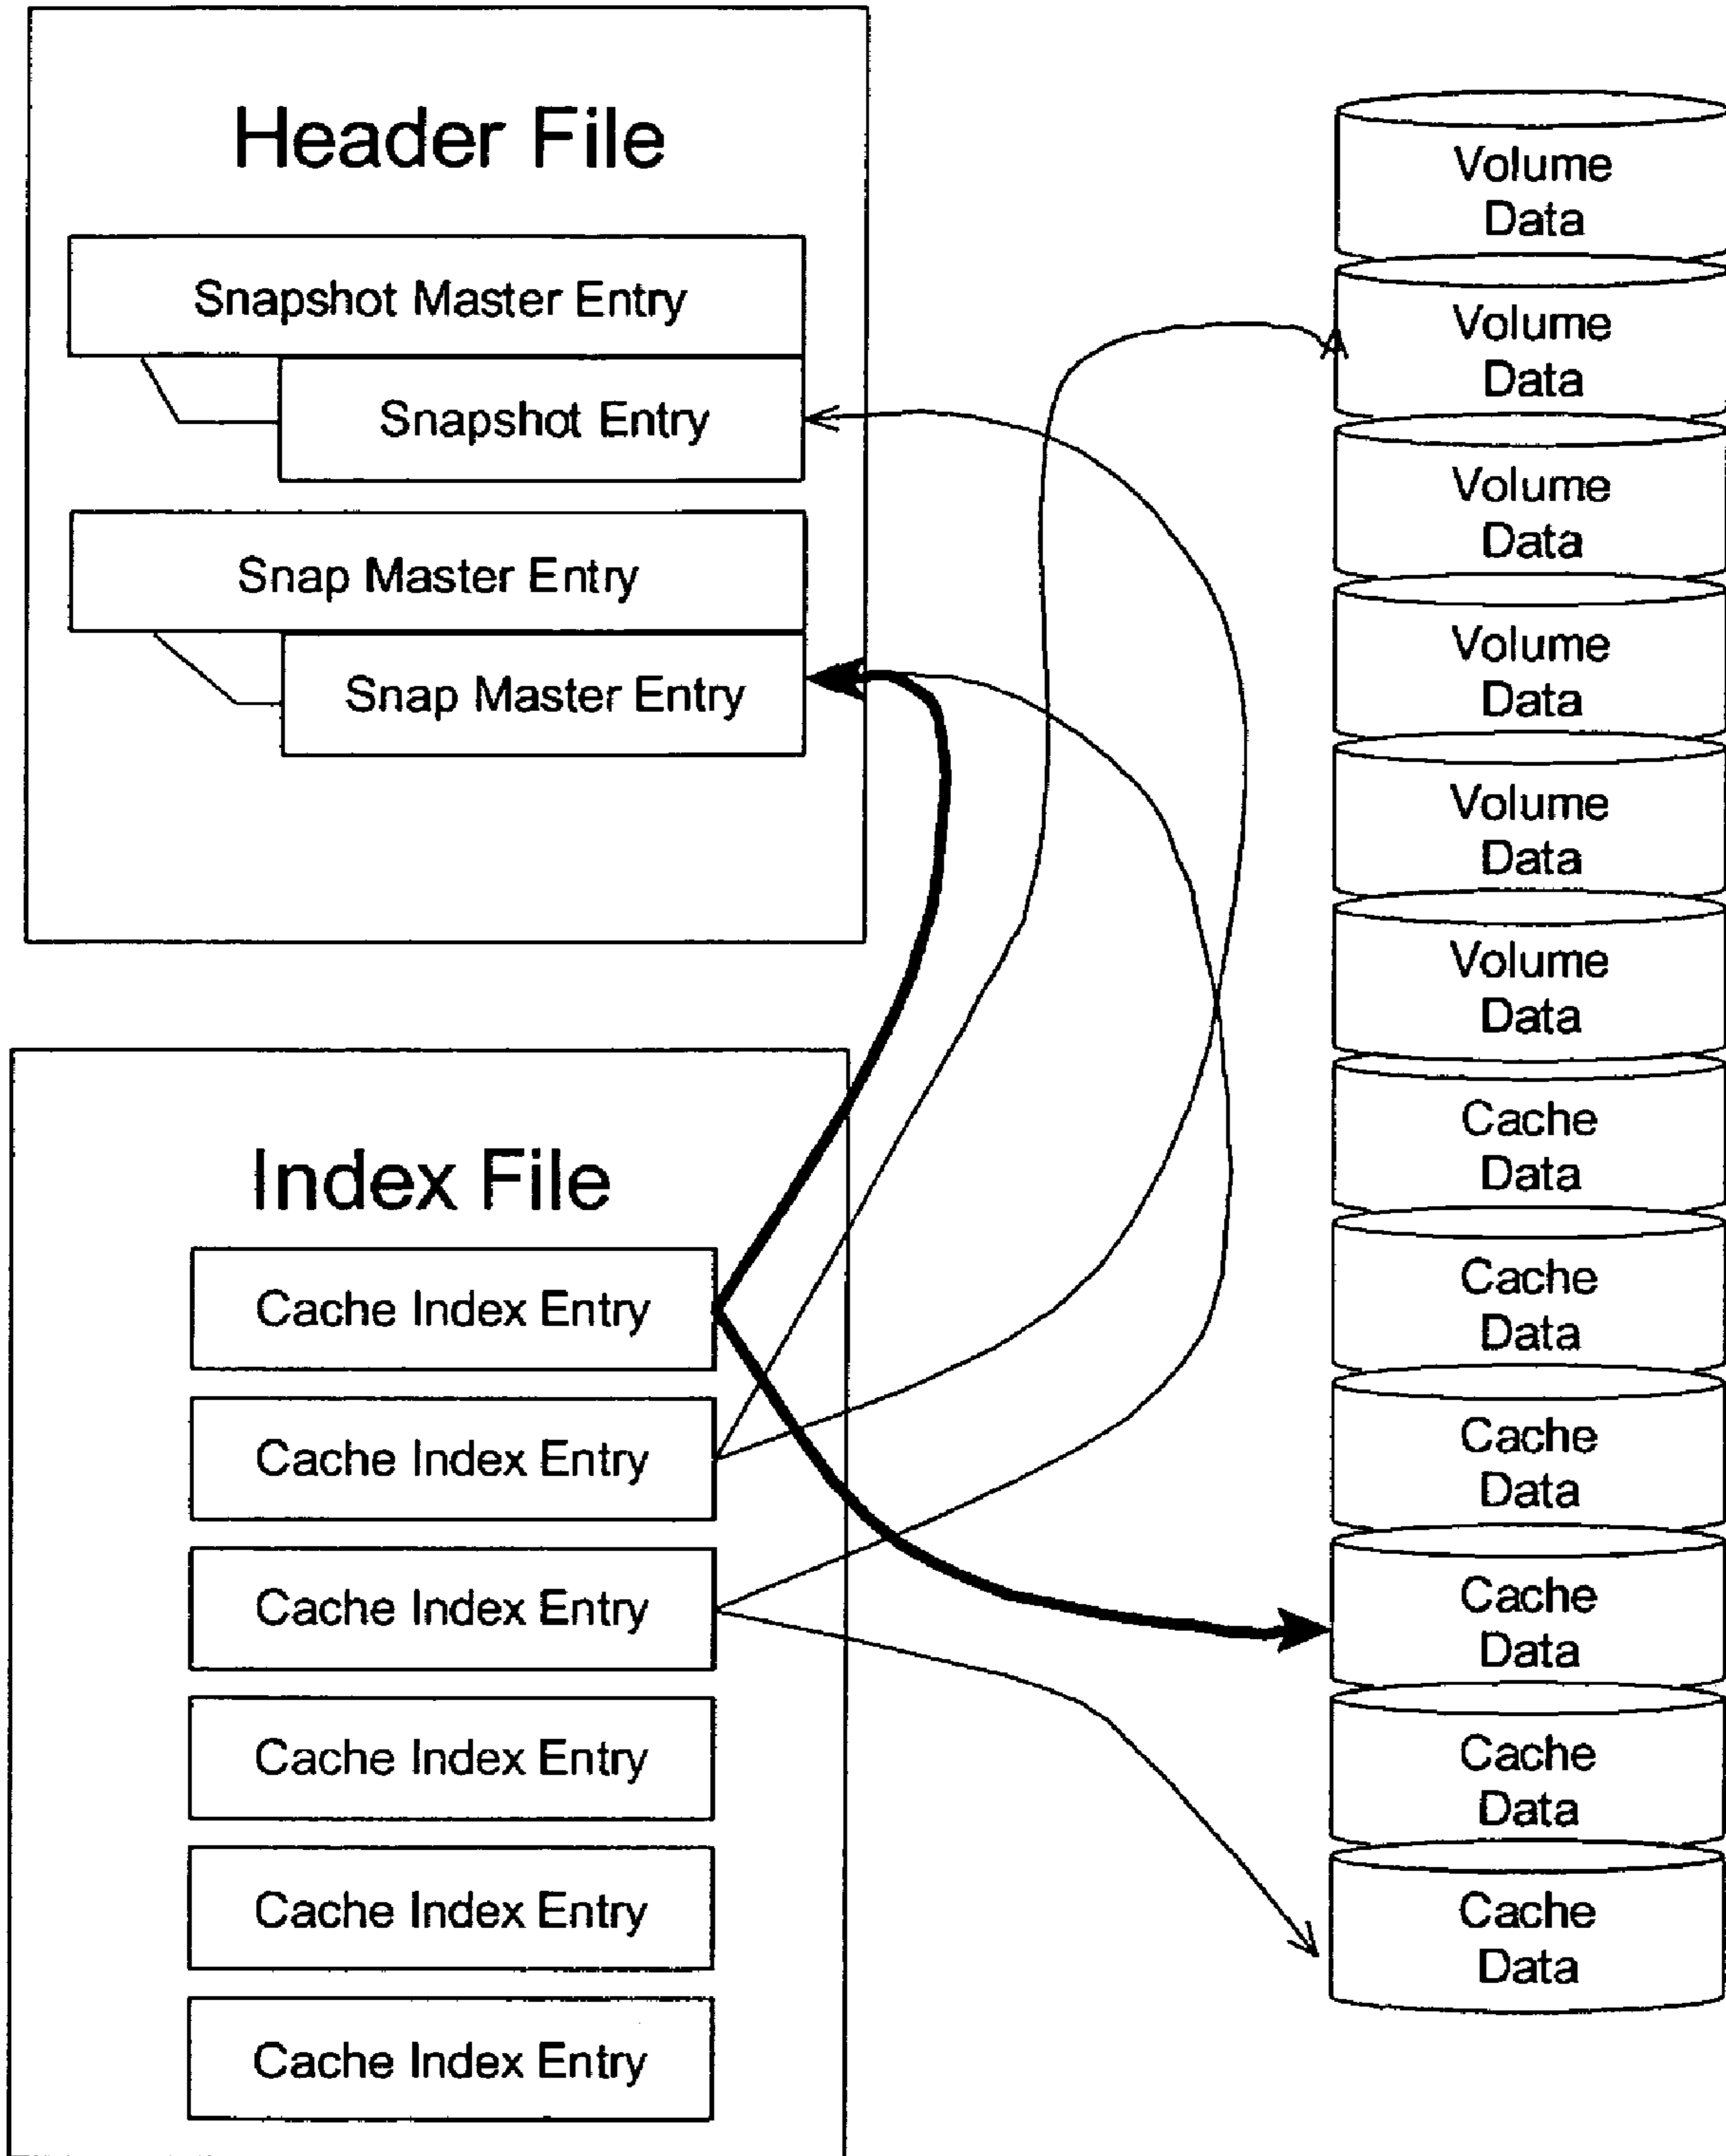 Header File
Snapshot Master Entry
Snapshot Entry
Snap Master Entry
Snap Master Entry
Index File
Cache Index Entry
Cache Index Entry
Cache Index Entry
Cache Index Entry
Cache Index Entry
Cache Index Entry
Volume
Data
Volume
Data
Volume
Data
Volume
Data
Volume
Data
Volume
Data
Cache
Data
Cache
Data
Cache
Data
Cache
Data
Cache
Data
Cache
Data